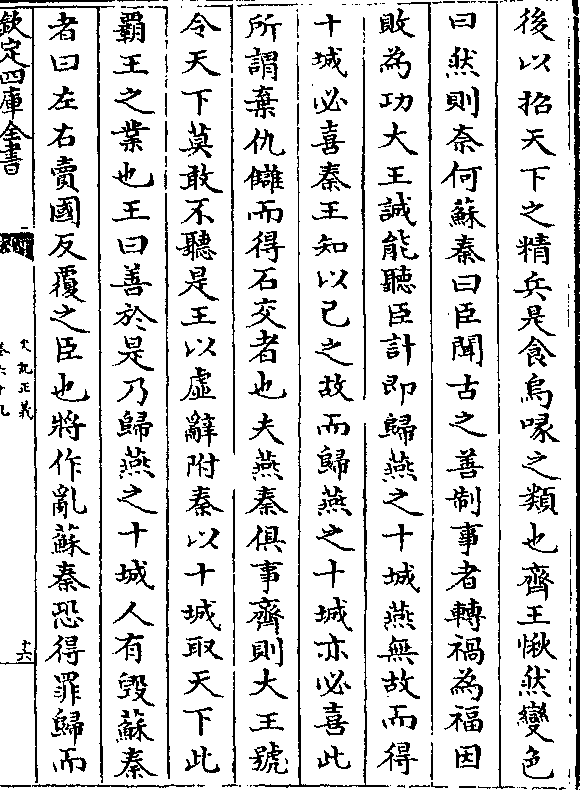 後以招天下之精兵是食烏喙之類也齊王愀然變色
曰然則奈何蘇秦曰臣聞古之善制事者轉禍為福因
敗為功大王誠能聽臣計即歸燕之十城燕無故而得
十城必喜秦王知以己之故而歸燕之十城亦必喜此
所謂棄仇讎而得石交者也夫燕秦俱事齊則大王號
令天下莫敢不聽是王以虛辭附秦以十城取天下此
霸王之業也王曰善於是乃歸燕之十城人有毀蘇秦
者曰左右賣國反覆之臣也將作亂蘇秦恐得罪歸而
欽定四庫全書
史記正義
卷六十九
十六